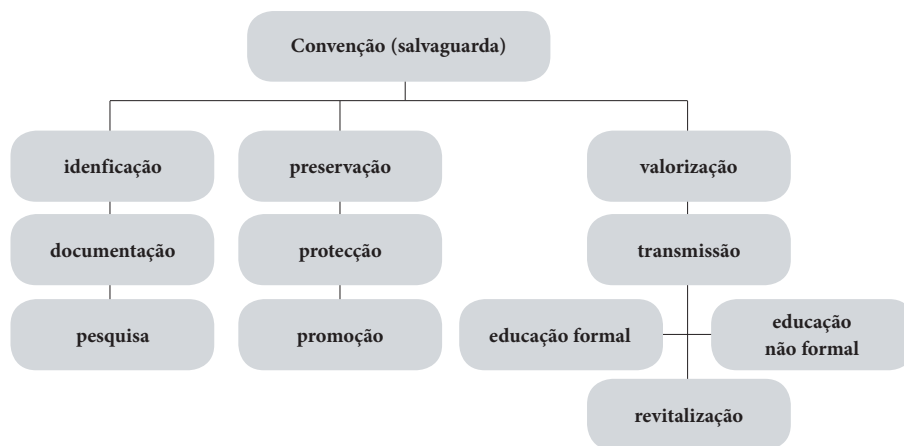 Convenção (salvaguarda)
idenficação
preservação
valorização
documentação
protecção
transmissão
pesquisa
promoção
educação formal
educação
não formal
revitalização